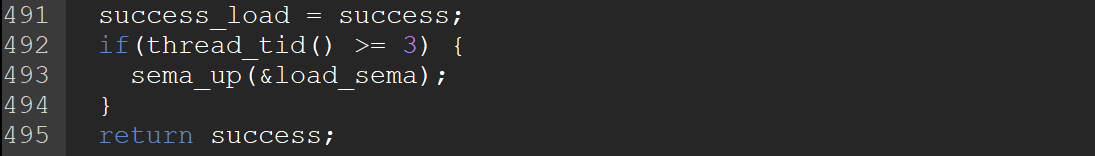 491 success_load = success;
492 if(thread_tid() >= 3) {
493 sema_up(&load_sema);
494 }
495 return success;